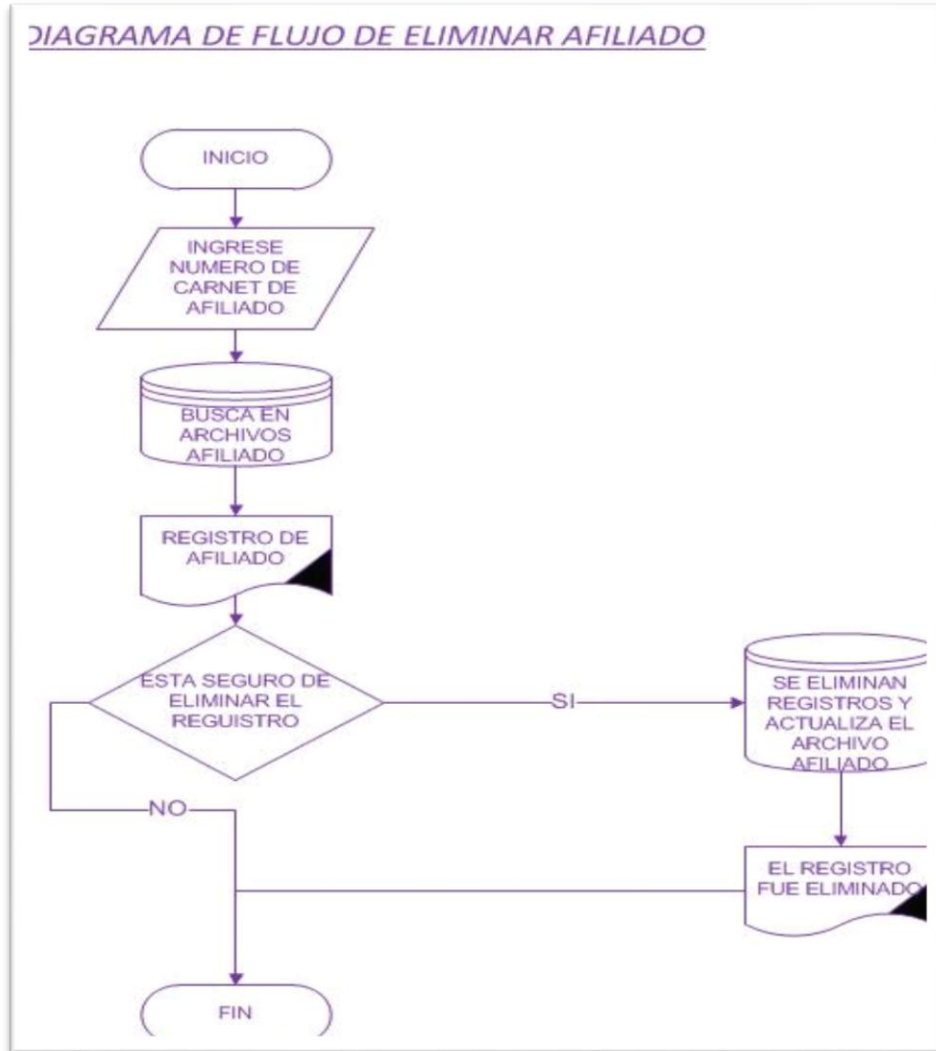 DIAGRAMA DE FLUJO DE ELIMINAR AFILIADO
INICIO
INGRESE
NUMERO DE
CARNET DE
AFILIADO
BUSCA EN
ARCHIVOS
AFILIADO
REGISTRO DE
AFILIADO
ESTA SEGURO DE
ELIMINAR EL
REGUISTRO
SI
SE ELIMINAN
REGISTROS Y
ACTUALIZA EL
ARCHIVO
AFILIADO
NO
EL REGISTRO
FUE ELIMINADO
FIN